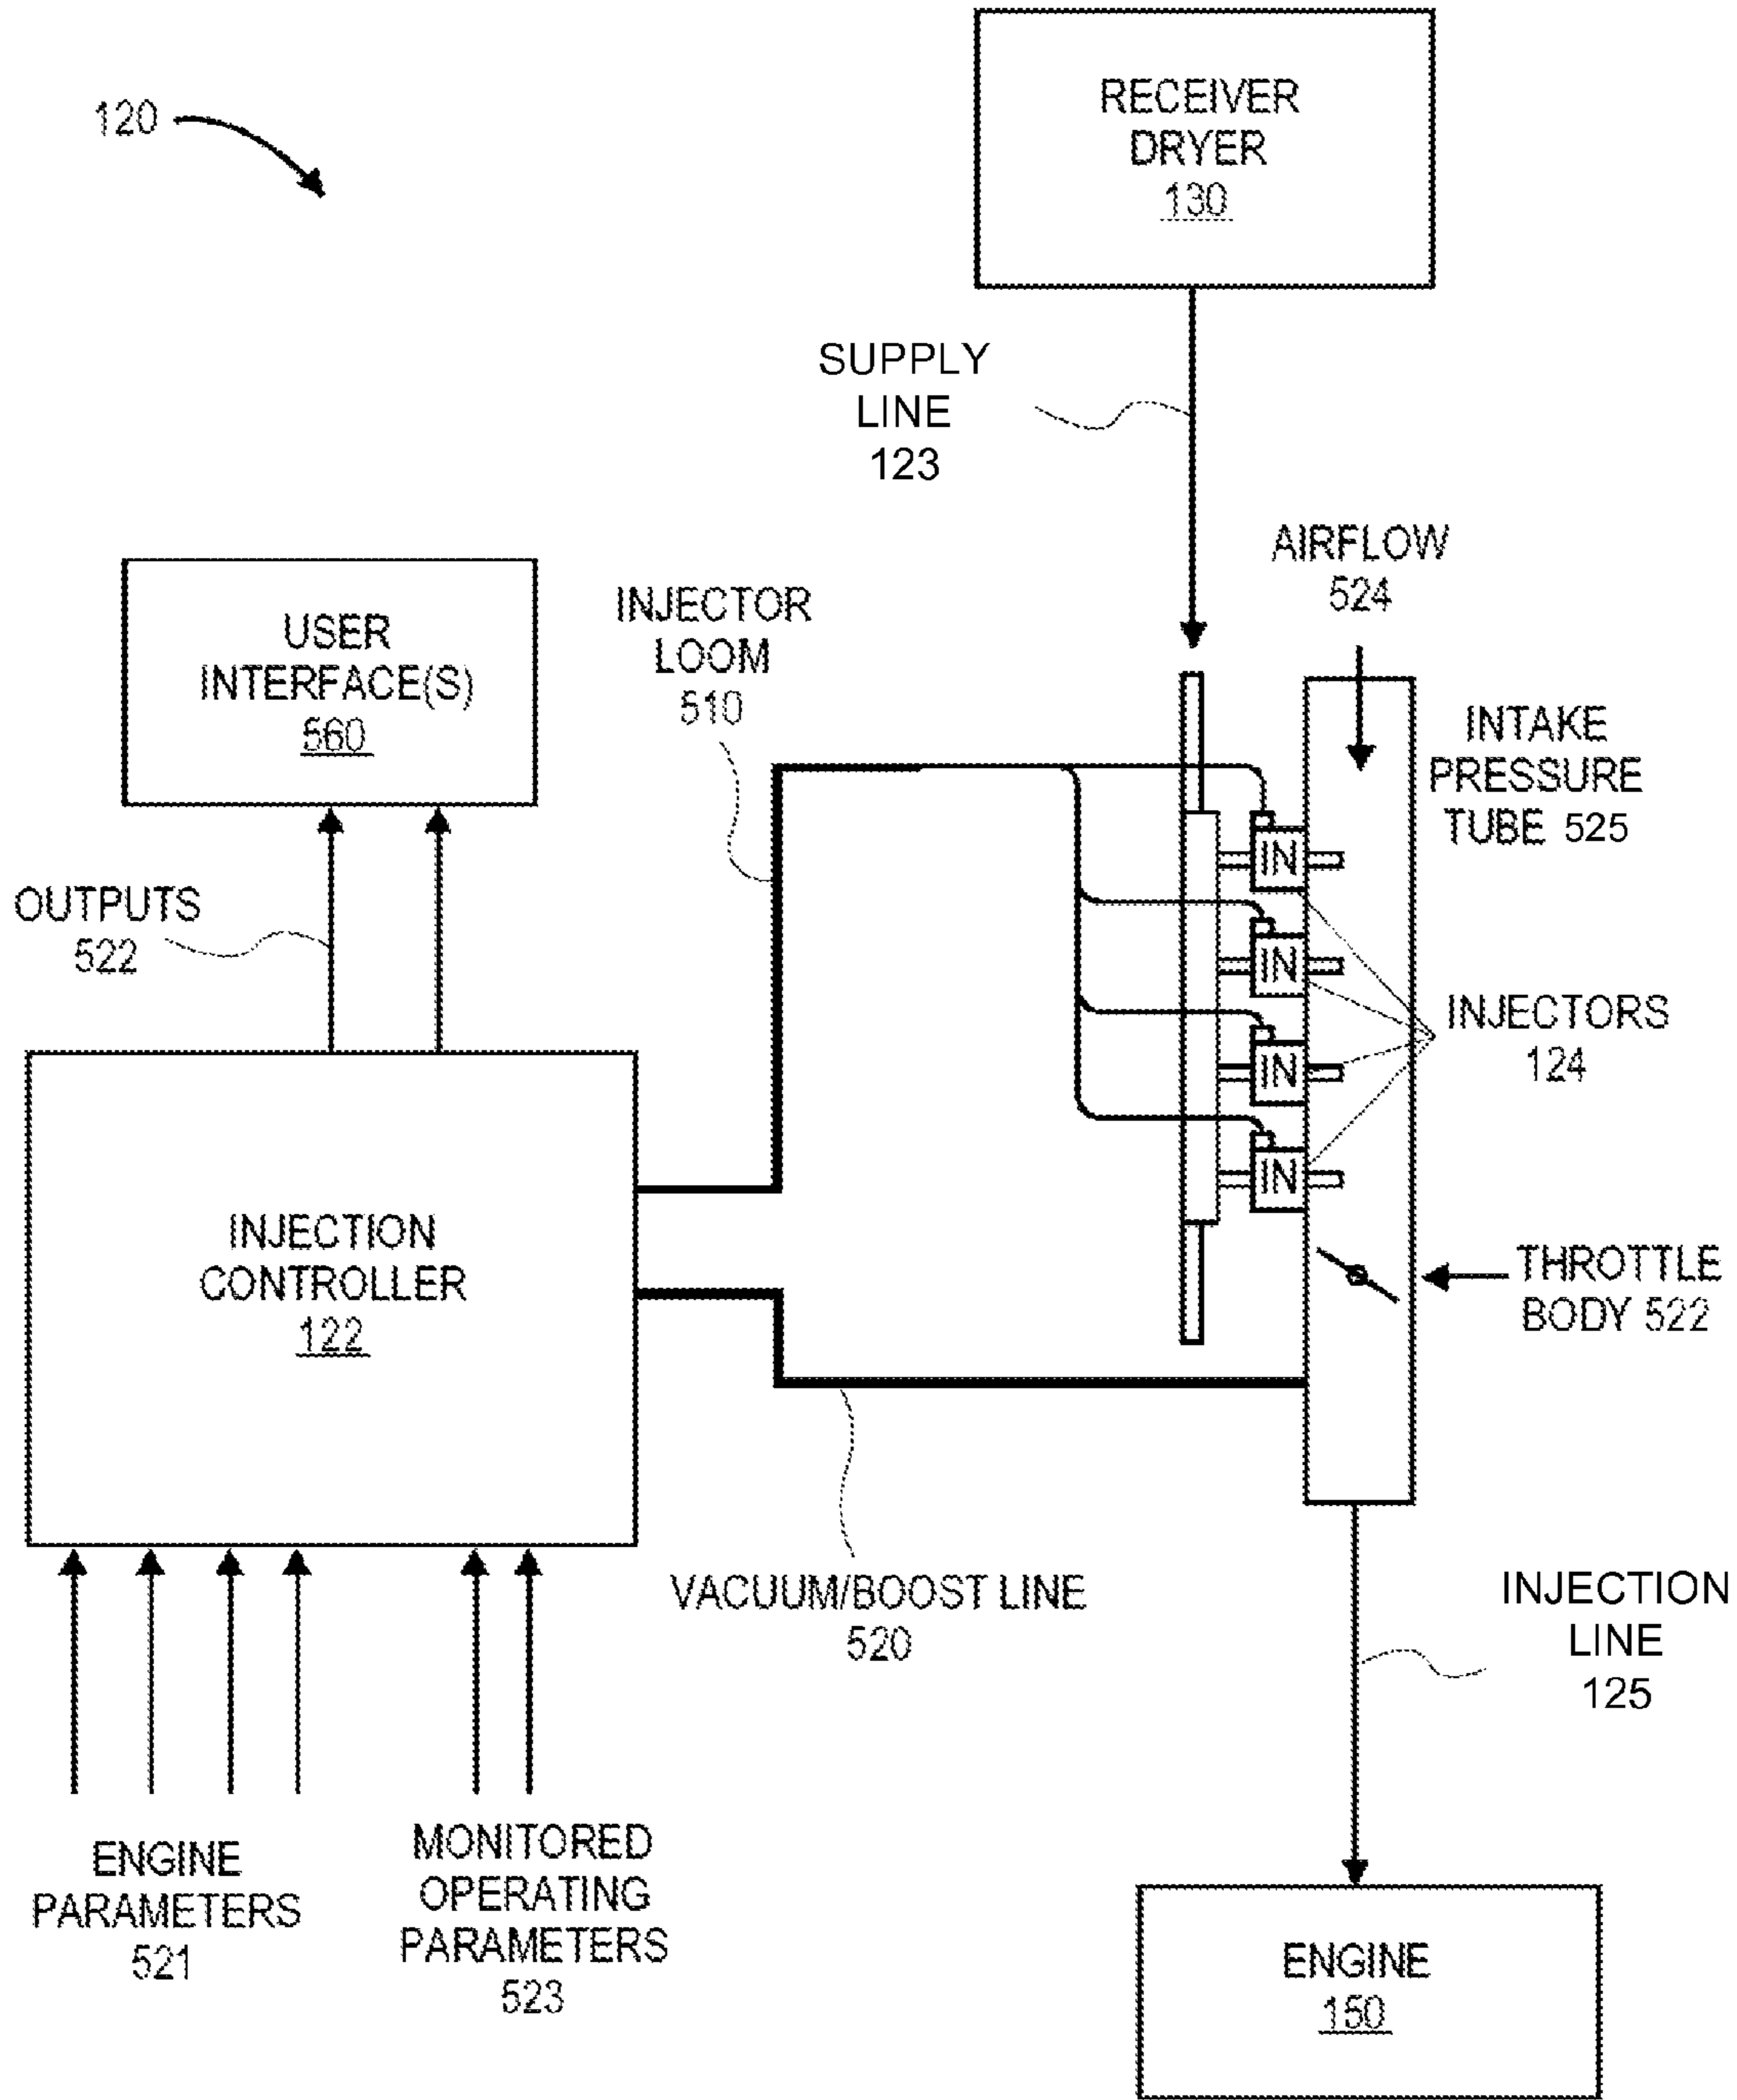 120
RECEIVER
DRYER
130
SUPPLY
LINE
123
AIRFLOW
524
USER
INTERFACE(S)
560
INJECTOR
LOOM
510
INTAKE
PRESSURE
TUBE 525
IN
IN
IN
IN
OUTPUTS
522
INJECTORS
124
INJECTION
CONTROLLER
122
THROTTLE
BODY 522
VACUUM/BOOST LINE
520
INJECTION
LINE
125
ENGINE
PARAMETERS
521
MONITORED
OPERATING
PARAMETERS
523
ENGINE
150